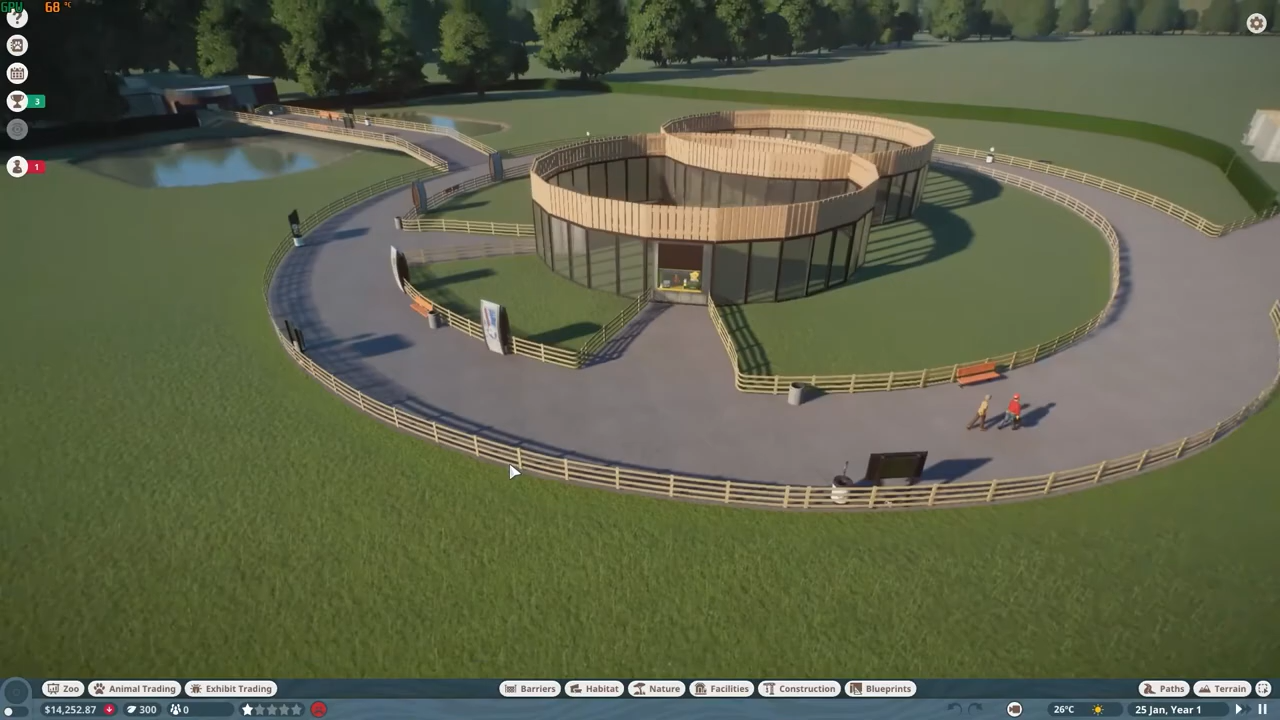 GPU 68 °C
?
3
1
Zoo Animal Trading Exhibit Trading Barriers Habitat Nature Facilities Construction Blueprints Paths Terrain
$14,252.87 300 0 26°C 25 Jan, Year 1